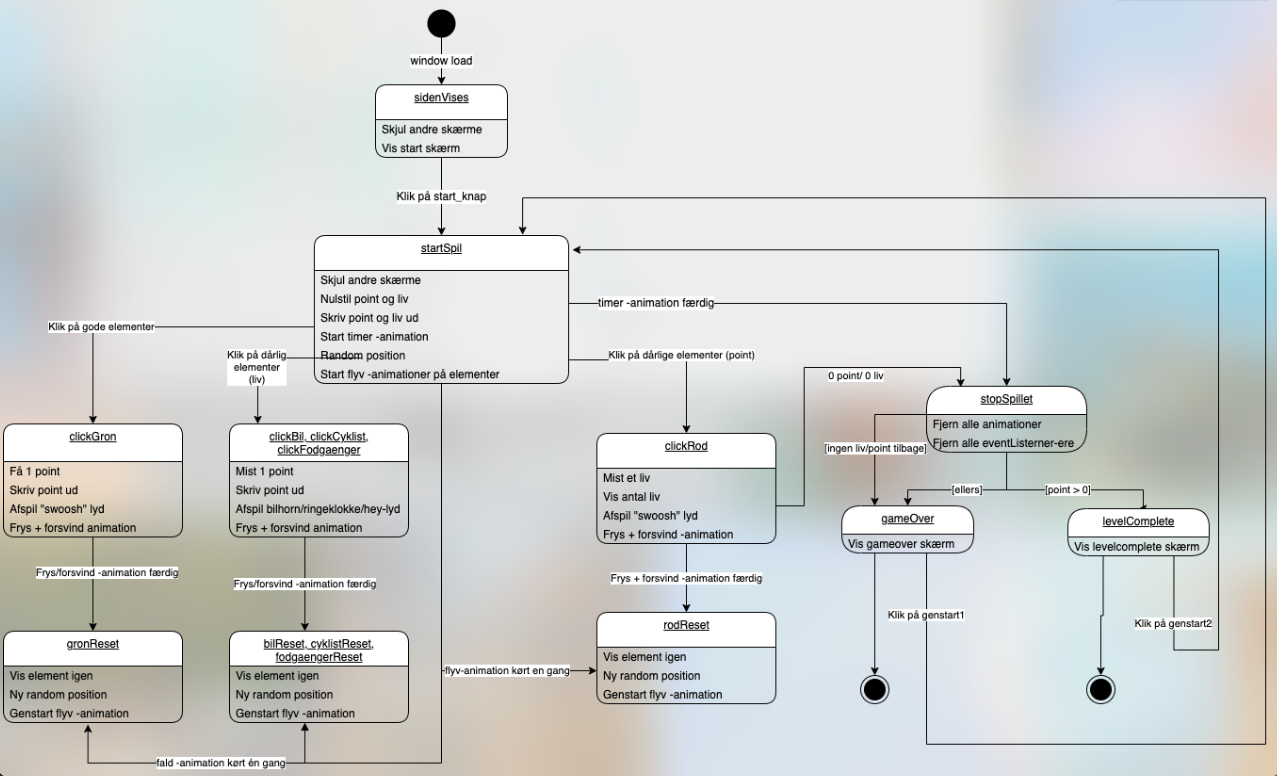 window load
sidenVises
Skjul andre skærme
Vis start skærm
Klik på start_knap
startSpil
Skjul andre skærme
Nulstil point og liv
Skriv point og liv ud
Start timer -animation
Random position
Start flyv -animationer på elementer
timer -animation færdig
Klik på gode elementer
Klik på dårlig
elementer
(liv)
Klik på dårlige elementer (point)
0 point/ 0 liv
stopSpillet
Fjern alle animationer
Fjern alle eventListerner-ere
clickGron
Få 1 point
Skriv point ud
Afspil "swoosh" lyd
Frys + forsvind animation
clickBil, clickCyklist,
clickFodgaenger
Mist 1 point
Skriv point ud
Afspil bilhorn/ringeklokke/hey-lyd
Frys + forsvind animation
clickRod
Mist et liv
Vis antal liv
Afspil "swoosh" lyd
Frys + forsvind -animation
[ingen liv/point tilbage]
[ellers]
[point > 0]
gameOver
Vis gameover skærm
levelComplete
Vis levelcomplete skærm
Frys/forsvind -animation færdig
Frys/forsvind -animation færdig
Frys + forsvind -animation færdig
Klik på genstart1
Klik på genstart2
gronReset
Vis element igen
Ny random position
Genstart flyv -animation
bilReset, cyklistReset,
fodgaengerReset
Vis element igen
Ny random position
Genstart flyv -animation
rodReset
Vis element igen
Ny random position
Genstart flyv -animation
flyv-animation kørt en gang
fald -animation kørt én gang